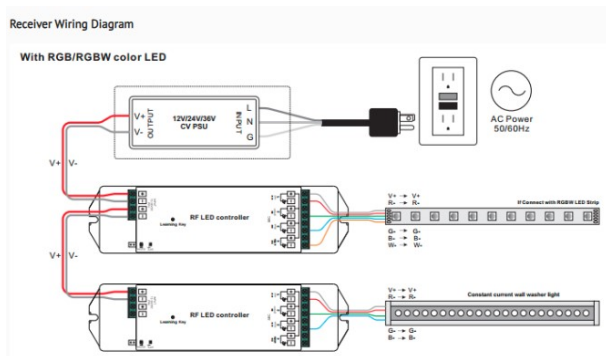 Receiver Wiring Diagram
With RGB/RGBW color LED
V+
V-
OUTPUT
12V/24V/36V
CV PSU
INPUT
L
N
G
AC Power
50/60Hz
V+ V-
RF LED controller
Learning Key
V+ → V+
R- → R-
If Connect with RGBW LED Strip
G- → G-
B- → B-
W- → W-
V+ V-
RF LED controller
Learning Key
V+ → V+
R- → R-
Constant current wall washer light
G- → G-
B- → B-